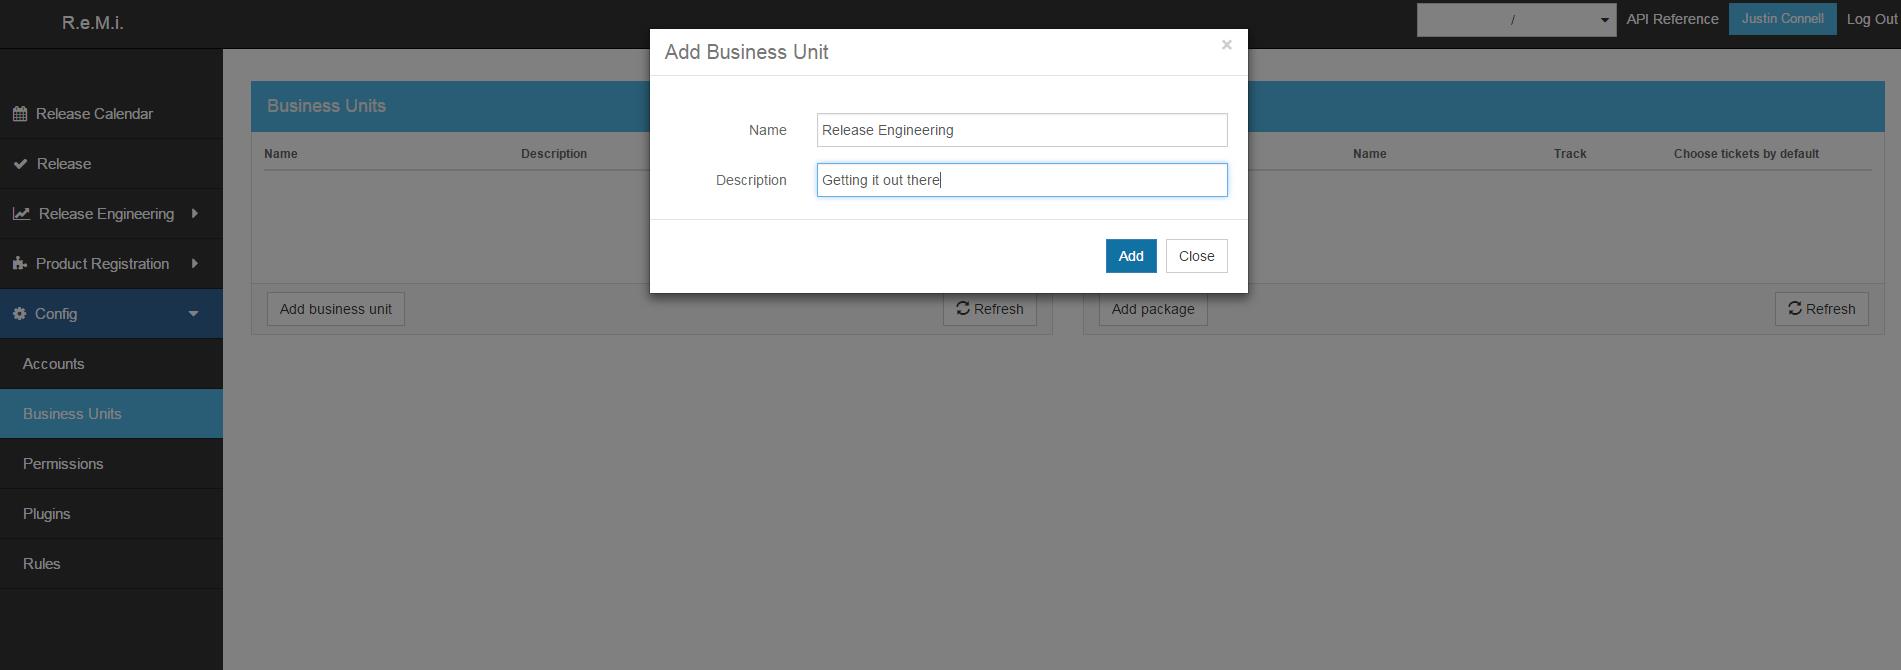 R.e.M.i.
/
API Reference
Justin Connell
Log Out
Release Calendar
Release
Release Engineering
Product Registration
Config
Accounts
Business Units
Permissions
Plugins
Rules
Business Units
Name Description
Add business unit
Refresh
Name Track Choose tickets by default
Add package
Refresh
Add Business Unit
×
Name Release Engineering
Description Getting it out there
Add Close